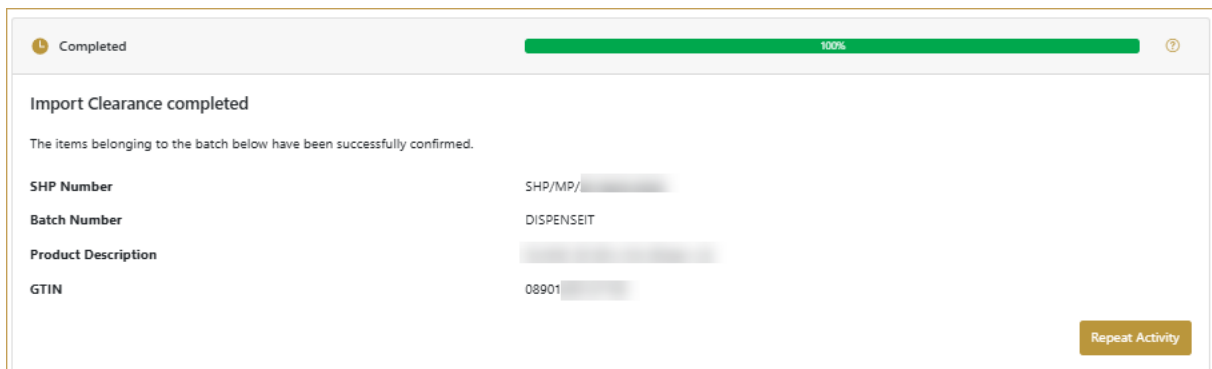 Completed
100%
Import Clearance completed
The items belonging to the batch below have been successfully confirmed.
SHP Number SHP/MP/
Batch Number DISPENSEIT
Product Description
GTIN 08901
Repeat Activity